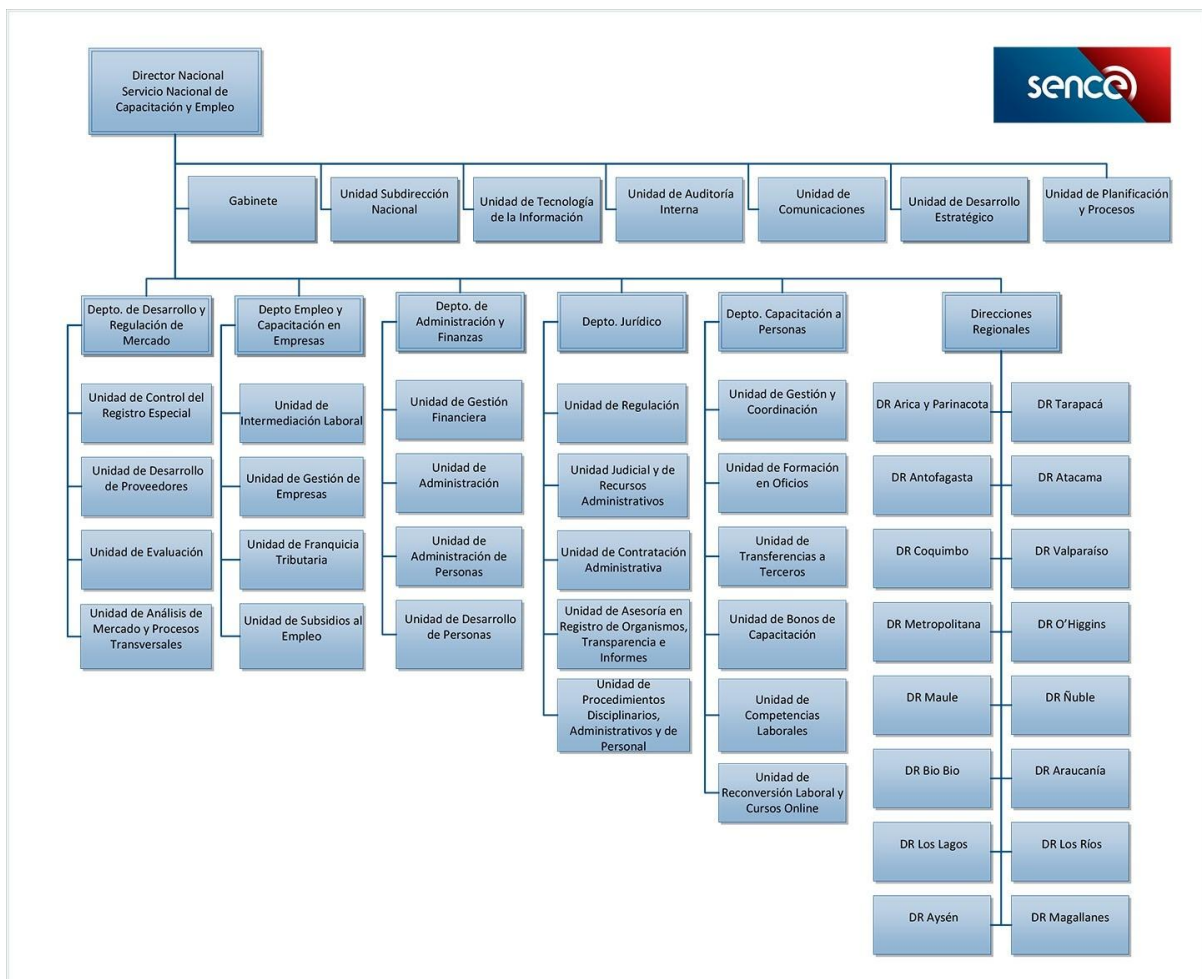 Director Nacional
Servicio Nacional de
Capacitación y Empleo
sence
Gabinete
Unidad Subdirección
Nacional
Unidad de Tecnología
de la Información
Unidad de Auditoría
Interna
Unidad de
Comunicaciones
Unidad de Desarrollo
Estratégico
Unidad de Planificación
y Procesos
Depto. de Desarrollo y
Regulación de
Mercado
Unidad de Control del
Registro Especial
Unidad de Desarrollo
de Proveedores
Unidad de Evaluación
Unidad de Análisis de
Mercado y Procesos
Transversales
Depto Empleo y
Capacitación en
Empresas
Unidad de
Intermediación Laboral
Unidad de Gestión de
Empresas
Unidad de Franquicia
Tributaria
Unidad de Subsidios al
Empleo
Depto. de
Administración y
Finanzas
Unidad de Gestión
Financiera
Unidad de
Administración
Unidad de
Administración de
Personas
Unidad de Desarrollo
de Personas
Depto. Jurídico
Unidad de Regulación
Unidad Judicial y de
Recursos
Administrativos
Unidad de Contratación
Administrativa
Unidad de Asesoría en
Registro de Organismos,
Transparencia e
Informes
Unidad de
Procedimientos
Disciplinarios,
Administrativos y de
Personal
Depto. Capacitación a
Personas
Unidad de Gestión y
Coordinación
Unidad de Formación
en Oficios
Unidad de
Transferencias a
Terceros
Unidad de Bonos de
Capacitación
Unidad de
Competencias
Laborales
Unidad de
Reconversión Laboral y
Cursos Online
Direcciones
Regionales
DR Arica y Parinacota
DR Tarapacá
DR Antofagasta
DR Atacama
DR Coquimbo
DR Valparaíso
DR Metropolitana
DR O’Higgins
DR Maule
DR Ñuble
DR Bio Bio
DR Araucanía
DR Los Lagos
DR Los Ríos
DR Aysén
DR Magallanes